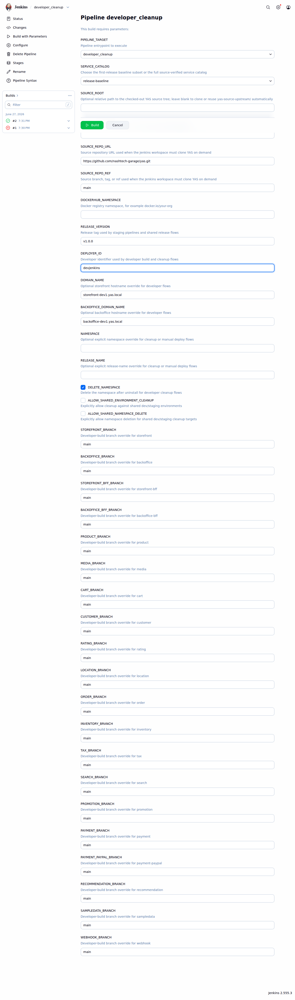 Jenkins / developer_cleanup
Status
Changes
Build with Parameters
Configure
Delete Pipeline
Stages
Rename
Pipeline Syntax
Builds
Filter /
June 27, 2026
#2 7:31 PM
#1 7:30 PM
Pipeline developer_cleanup
This build requires parameters:
PIPELINE_TARGET
Pipeline entrypoint to execute
developer_cleanup
SERVICE_CATALOG
Choose the first-release baseline subset or the full source-verified service catalog
release-baseline
SOURCE_ROOT
Optional relative path to the checked-out YAS source tree; leave blank to clone or reuse yas-source-upstream/ automatically
Build Cancel
SOURCE_REPO_URL
Source repository URL used when the Jenkins workspace must clone YAS on demand
https://github.com/nashtech-garage/yas.git
SOURCE_REPO_REF
Source branch, tag, or ref used when the Jenkins workspace must clone YAS on demand
main
DOCKERHUB_NAMESPACE
Docker registry namespace, for example docker.io/your-org
RELEASE_VERSION
Release tag used by staging pipelines and shared release flows
v1.0.0
DEPLOYER_ID
Developer identifier used by developer build and cleanup flows
devjenkins
DOMAIN_NAME
Optional storefront hostname override for developer flows
storefront-dev1.yas.local
BACKOFFICE_DOMAIN_NAME
Optional backoffice hostname override for developer flows
backoffice-dev1.yas.local
NAMESPACE
Optional explicit namespace override for cleanup or manual deploy flows
RELEASE_NAME
Optional explicit release-name override for cleanup or manual deploy flows
DELETE_NAMESPACE
Delete the namespace after uninstall for developer cleanup flows
ALLOW_SHARED_ENVIRONMENT_CLEANUP
Explicitly allow cleanup against shared dev/staging environments
ALLOW_SHARED_NAMESPACE_DELETE
Explicitly allow namespace deletion for shared dev/staging cleanup targets
STOREFRONT_BRANCH
Developer-build branch override for storefront
main
BACKOFFICE_BRANCH
Developer-build branch override for backoffice
main
STOREFRONT_BFF_BRANCH
Developer-build branch override for storefront-bff
main
BACKOFFICE_BFF_BRANCH
Developer-build branch override for backoffice-bff
main
PRODUCT_BRANCH
Developer-build branch override for product
main
MEDIA_BRANCH
Developer-build branch override for media
main
CART_BRANCH
Developer-build branch override for cart
main
CUSTOMER_BRANCH
Developer-build branch override for customer
main
RATING_BRANCH
Developer-build branch override for rating
main
LOCATION_BRANCH
Developer-build branch override for location
main
ORDER_BRANCH
Developer-build branch override for order
main
INVENTORY_BRANCH
Developer-build branch override for inventory
main
TAX_BRANCH
Developer-build branch override for tax
main
SEARCH_BRANCH
Developer-build branch override for search
main
PROMOTION_BRANCH
Developer-build branch override for promotion
main
PAYMENT_BRANCH
Developer-build branch override for payment
main
PAYMENT_PAYPAL_BRANCH
Developer-build branch override for payment-paypal
main
RECOMMENDATION_BRANCH
Developer-build branch override for recommendation
main
SAMPLEDATA_BRANCH
Developer-build branch override for sampledata
main
WEBHOOK_BRANCH
Developer-build branch override for webhook
main
Jenkins 2.555.3